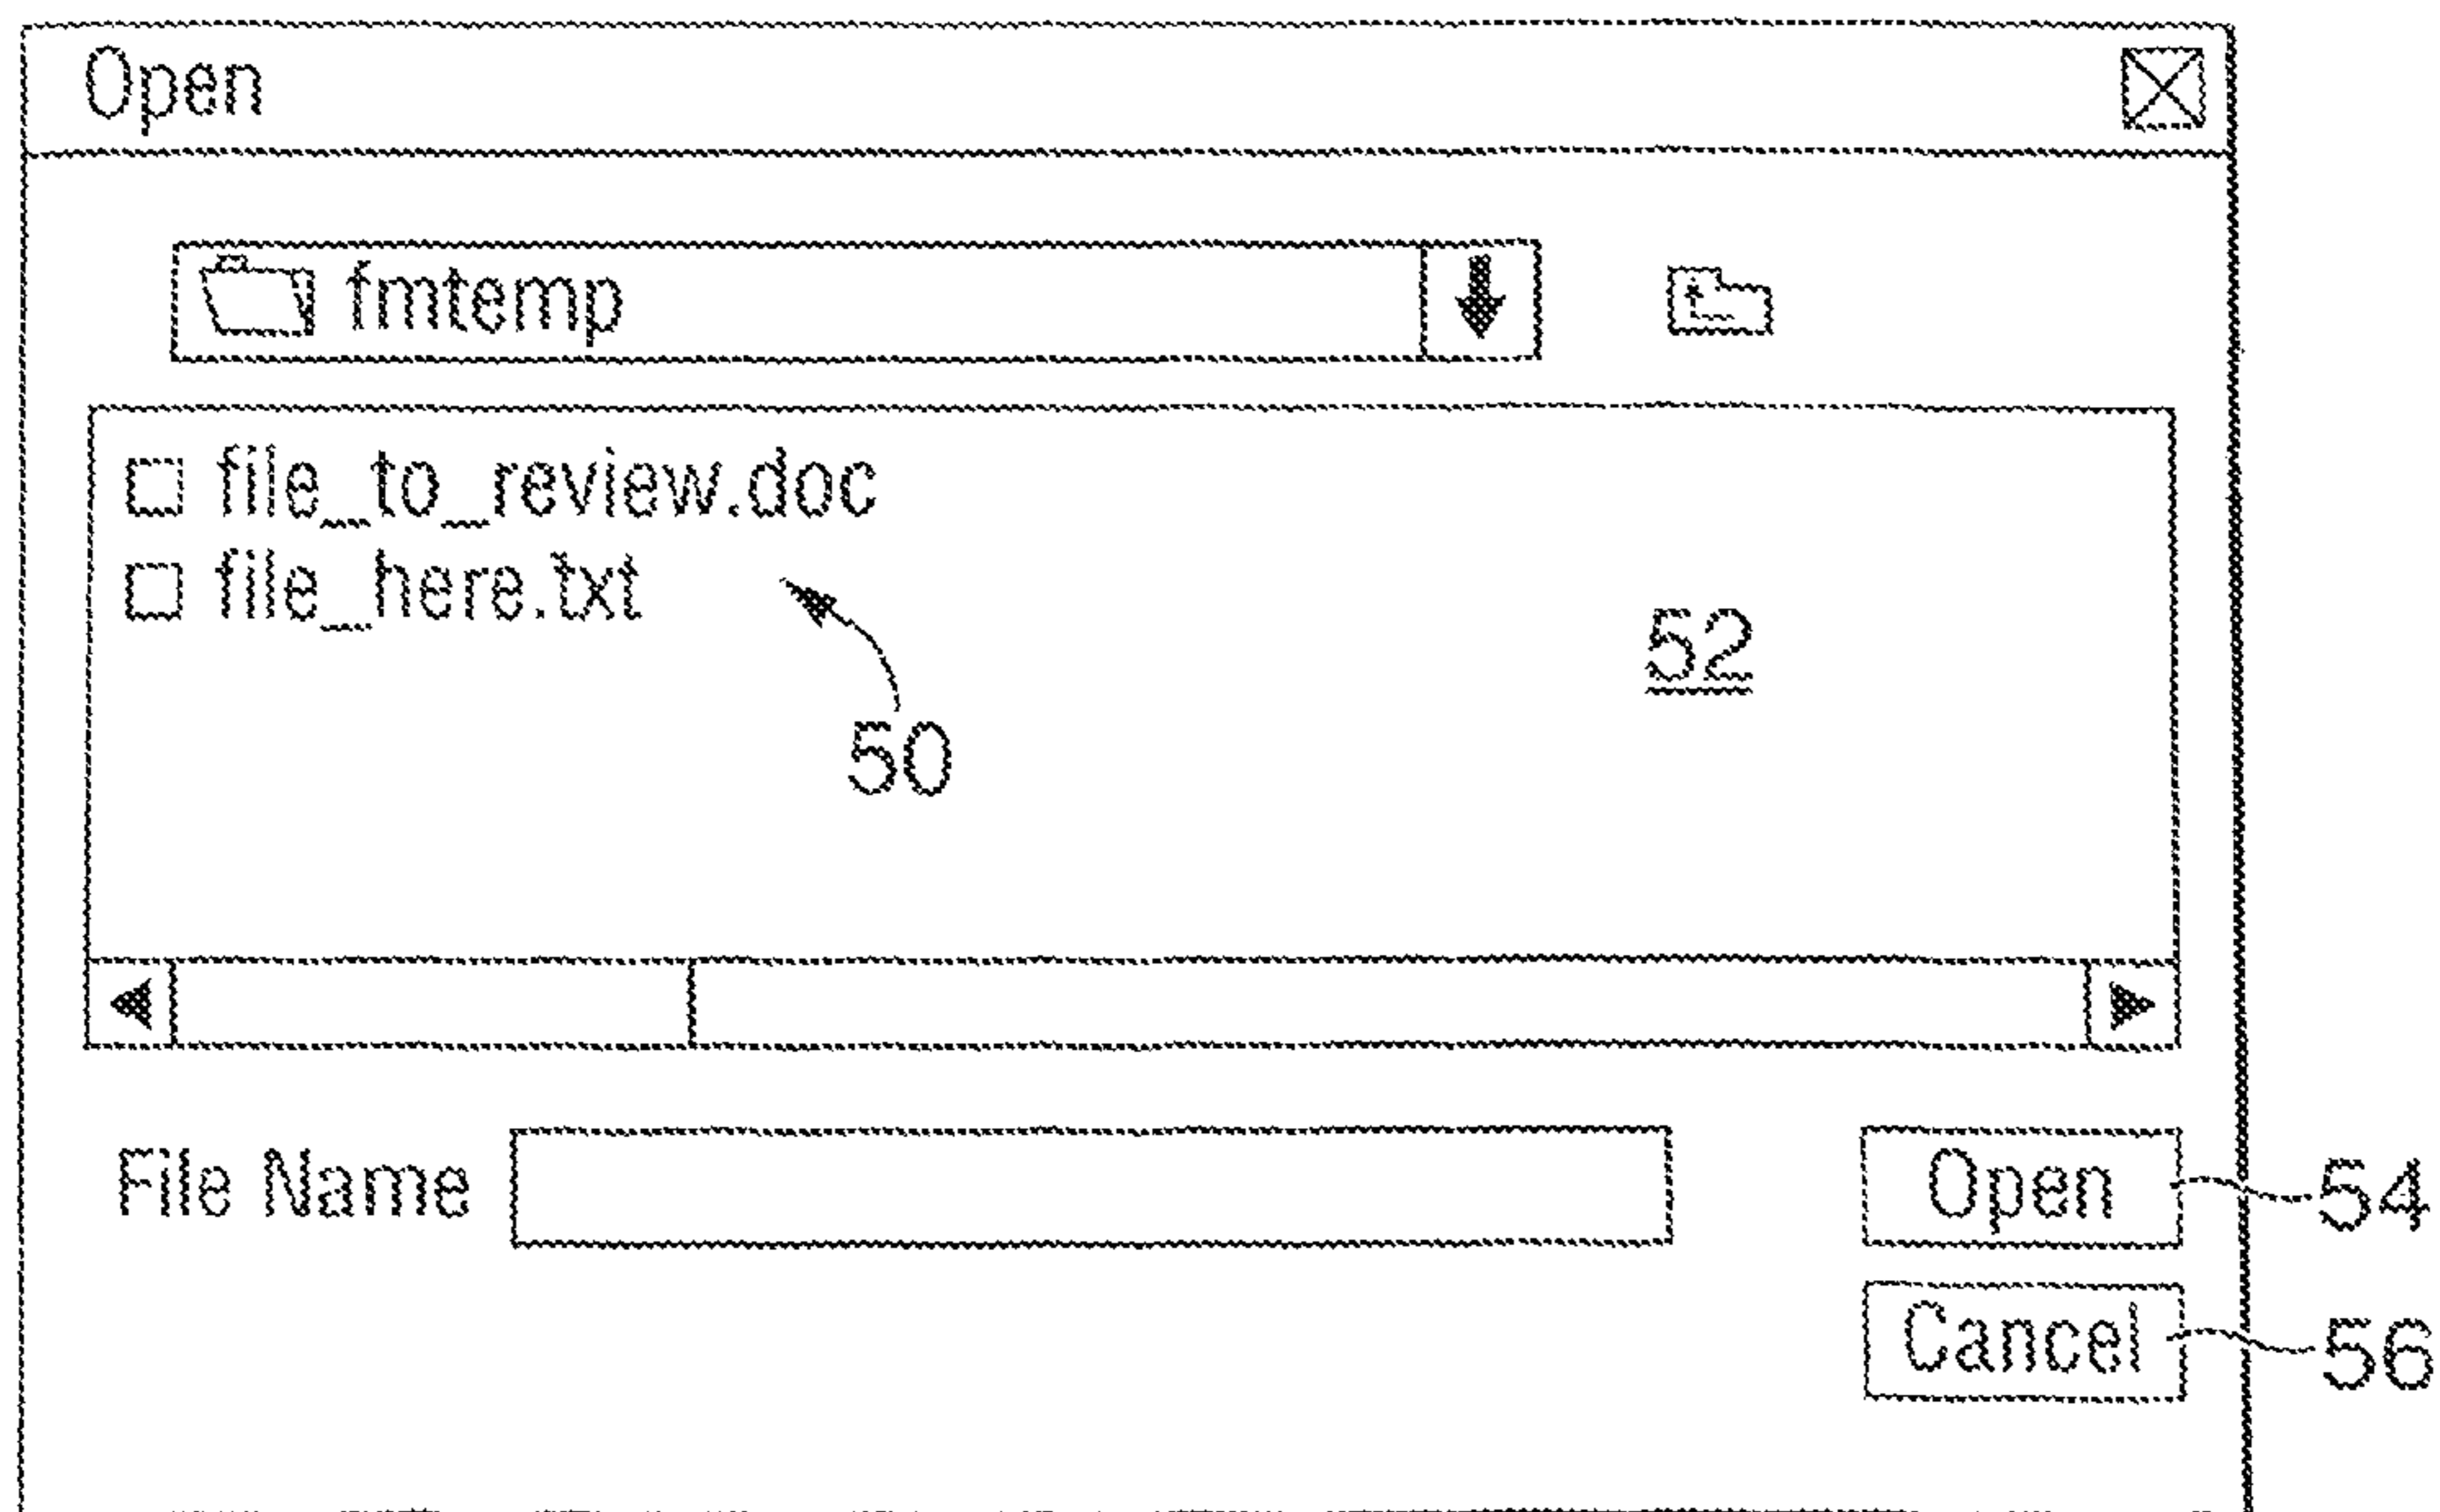 Open
fmtemp
file_to_review.doc
file_here.txt
52
50
File Name
Open
54
Cancel
56